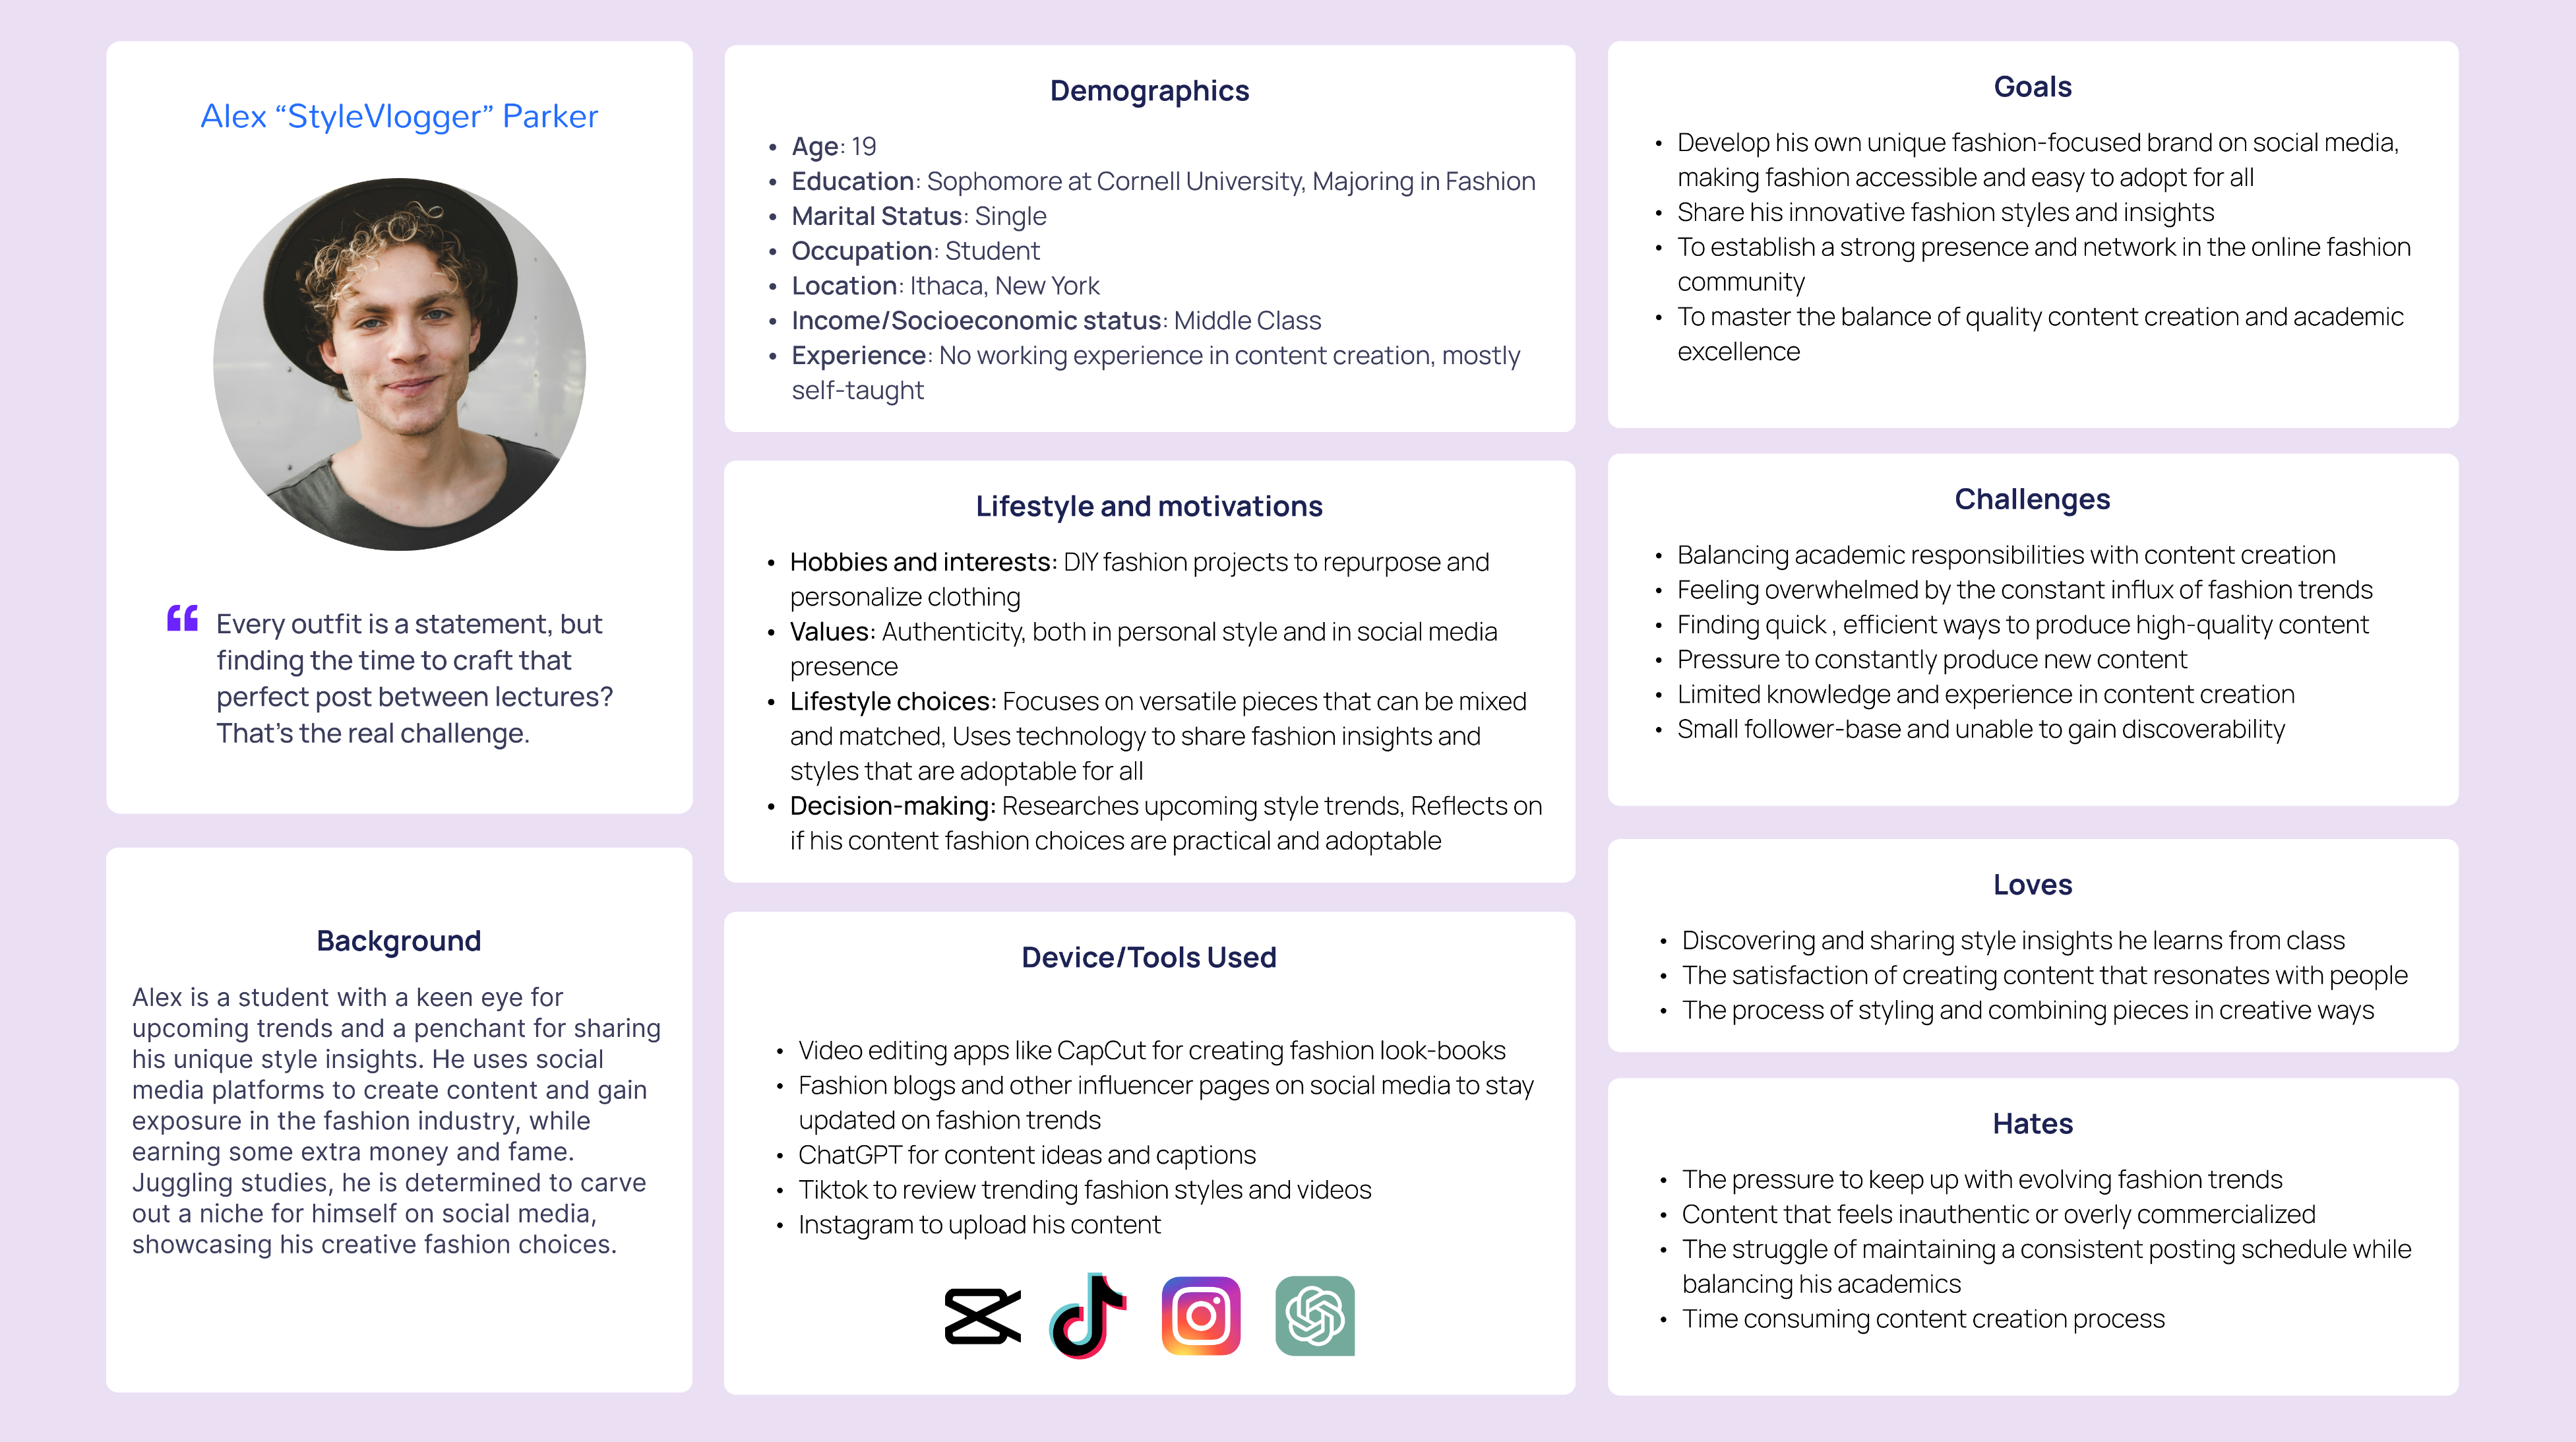 Alex “StyleVlogger” Parker
“ Every outfit is a statement, but
finding the time to craft that
perfect post between lectures?
That’s the real challenge.
Background
Alex is a student with a keen eye for
upcoming trends and a penchant for sharing
his unique style insights. He uses social
media platforms to create content and gain
exposure in the fashion industry, while
earning some extra money and fame.
Juggling studies, he is determined to carve
out a niche for himself on social media,
showcasing his creative fashion choices.
Demographics
• Age: 19
• Education: Sophomore at Cornell University, Majoring in Fashion
• Marital Status: Single
• Occupation: Student
• Location: Ithaca, New York
• Income/Socioeconomic status: Middle Class
• Experience: No working experience in content creation, mostly
self-taught
Lifestyle and motivations
• Hobbies and interests: DIY fashion projects to repurpose and
personalize clothing
• Values: Authenticity, both in personal style and in social media
presence
• Lifestyle choices: Focuses on versatile pieces that can be mixed
and matched, Uses technology to share fashion insights and
styles that are adoptable for all
• Decision-making: Researches upcoming style trends, Reflects on
if his content fashion choices are practical and adoptable
Device/Tools Used
• Video editing apps like CapCut for creating fashion look-books
• Fashion blogs and other influencer pages on social media to stay
updated on fashion trends
• ChatGPT for content ideas and captions
• Tiktok to review trending fashion styles and videos
• Instagram to upload his content
Goals
• Develop his own unique fashion-focused brand on social media,
making fashion accessible and easy to adopt for all
• Share his innovative fashion styles and insights
• To establish a strong presence and network in the online fashion
community
• To master the balance of quality content creation and academic
excellence
Challenges
• Balancing academic responsibilities with content creation
• Feeling overwhelmed by the constant influx of fashion trends
• Finding quick , efficient ways to produce high-quality content
• Pressure to constantly produce new content
• Limited knowledge and experience in content creation
• Small follower-base and unable to gain discoverability
Loves
• Discovering and sharing style insights he learns from class
• The satisfaction of creating content that resonates with people
• The process of styling and combining pieces in creative ways
Hates
• The pressure to keep up with evolving fashion trends
• Content that feels inauthentic or overly commercialized
• The struggle of maintaining a consistent posting schedule while
balancing his academics
• Time consuming content creation process